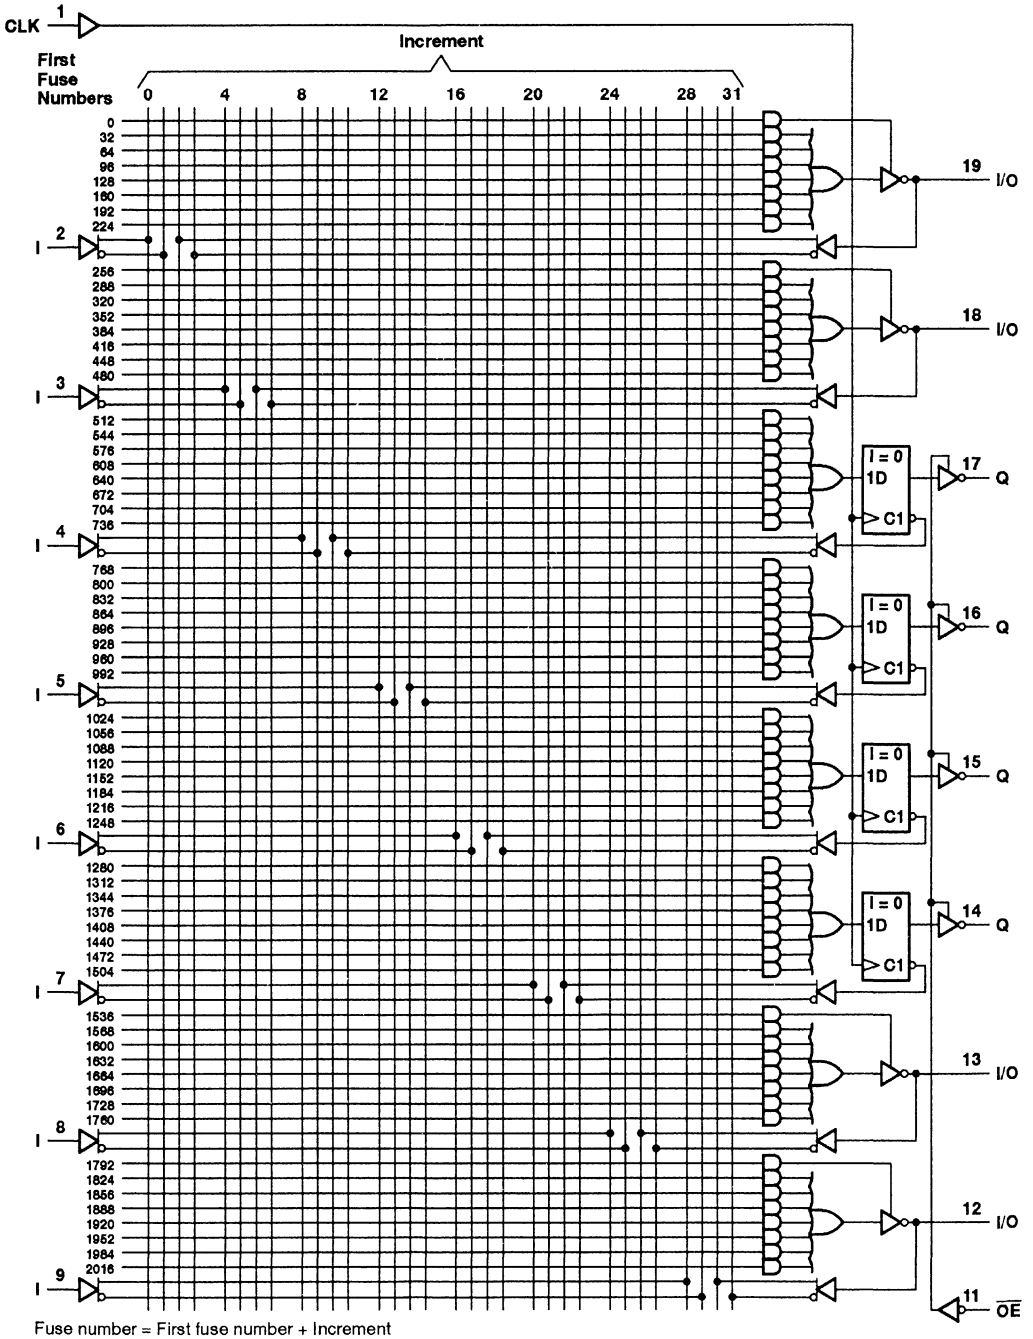 CLK 1
Increment
First
Fuse
Numbers
0 4 8 12 16 20 24 28 31
0
32
64
96
128
160
192
224
19 I/O
I 2
256
288
320
352
384
416
448
480
18 I/O
I 3
512
544
576
608
640
672
704
736
I = 0
1D
C1
17 Q
I 4
768
800
832
864
896
928
960
992
I = 0
1D
C1
16 Q
I 5
1024
1056
1088
1120
1152
1184
1216
1248
I = 0
1D
C1
15 Q
I 6
1280
1312
1344
1376
1408
1440
1472
1504
I = 0
1D
C1
14 Q
I 7
1536
1568
1600
1632
1664
1696
1728
1760
13 I/O
I 8
1792
1824
1856
1888
1920
1952
1984
2016
12 I/O
I 9
11 O̅E̅
Fuse number = First fuse number + Increment